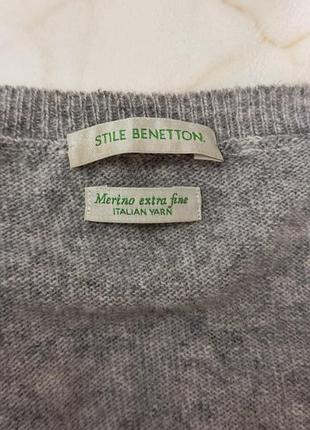 STILE BENETTON.
Merino extra fine
ITALIAN YARN